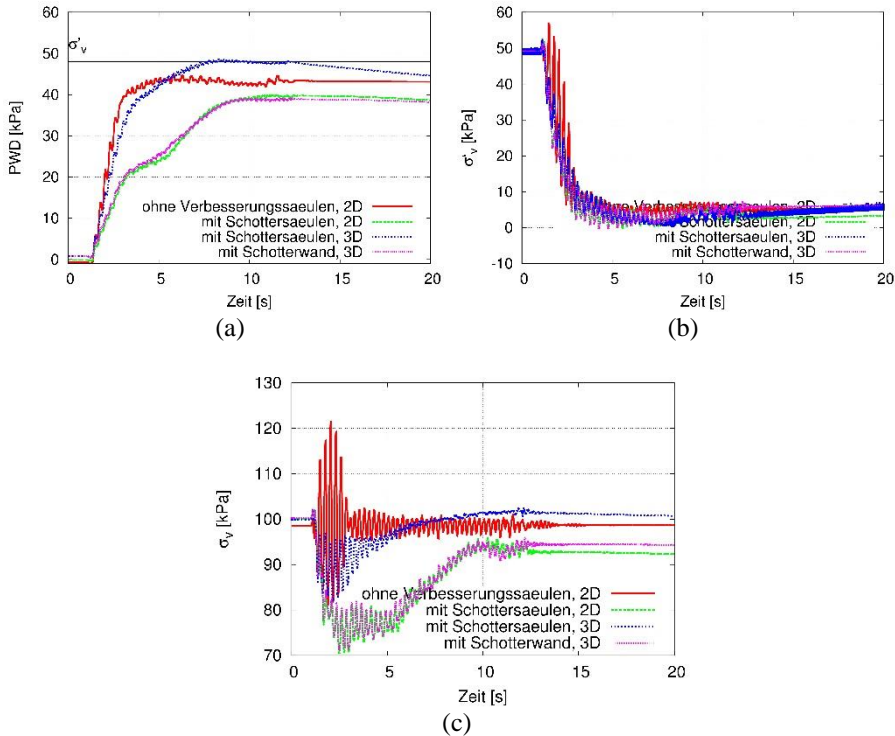 60
50
40
30
20
10
0
σ'v
PWD [kPa]
ohne Verbesserungssaeulen, 2D
mit Schottersaeulen, 2D
mit Schottersaeulen, 3D
mit Schotterwand, 3D
0 5 10 15 20
Zeit [s]
(a)
60
50
40
30
20
10
0
-10
σ'v [kPa]
ohne Verbesserungssaeulen, 2D
mit Schottersaeulen, 2D
mit Schottersaeulen, 3D
mit Schotterwand, 3D
0 5 10 15 20
Zeit [s]
(b)
130
120
110
100
90
80
70
σv [kPa]
ohne Verbesserungssaeulen, 2D
mit Schottersaeulen, 2D
mit Schottersaeulen, 3D
mit Schotterwand, 3D
0 5 10 15 20
Zeit [s]
(c)